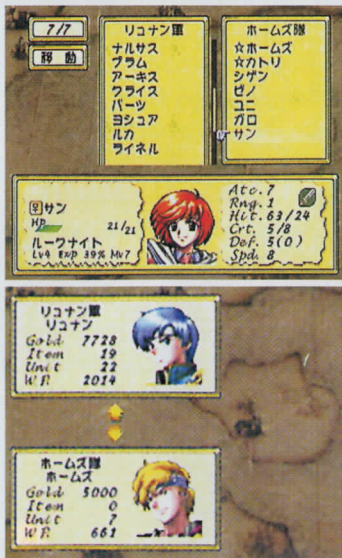 7/7
移動
リュナン軍
ナルサス
プラム
アーキス
クライス
バーツ
ヨシュア
ルカ
ライネル
ホームズ隊
☆ホームズ
☆カトリ
シゲン
ゼノ
ユニ
ガロ
サン
サン
HP 21/21
ルークナイト
Lv4 EXP 39% Mv7
Atc. 7
Rng. 1
Hit. 63/24
Crt. 5/8
Def. 5(0)
Spd. 8
リュナン軍
リュナン
Gold 7728
Item 19
Unit 22
W.P. 2014
ホームズ隊
ホームズ
Gold 5000
Item 0
Unit 7
W.P. 661